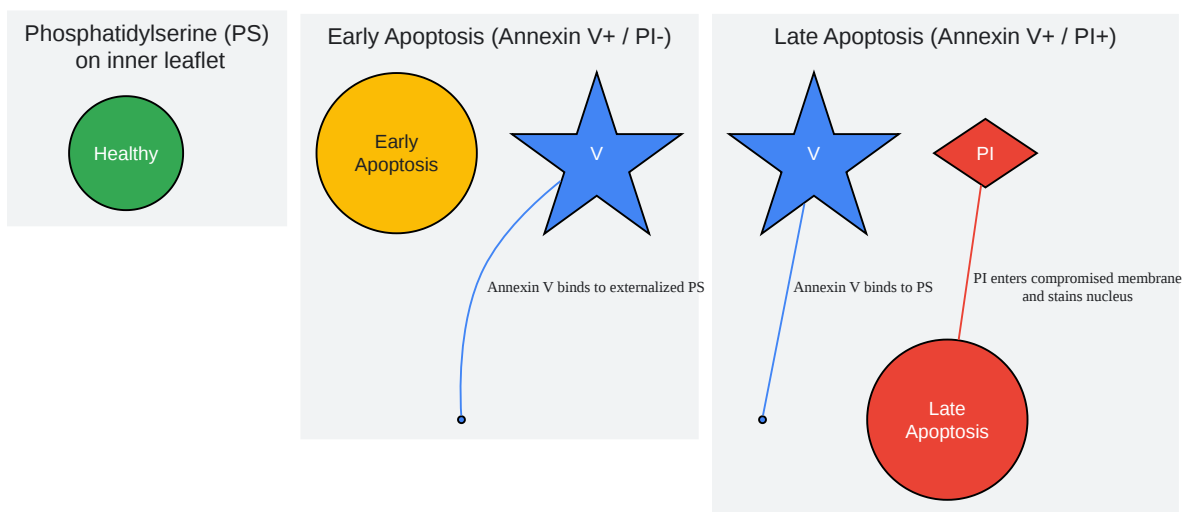 Phosphatidylserine (PS)
on inner leaflet
Healthy
Early Apoptosis (Annexin V+ / PI-)
Early
Apoptosis
V
Annexin V binds to externalized PS
Late Apoptosis (Annexin V+ / PI+)
V
PI
Annexin V binds to PS
PI enters compromised membrane
and stains nucleus
Late
Apoptosis